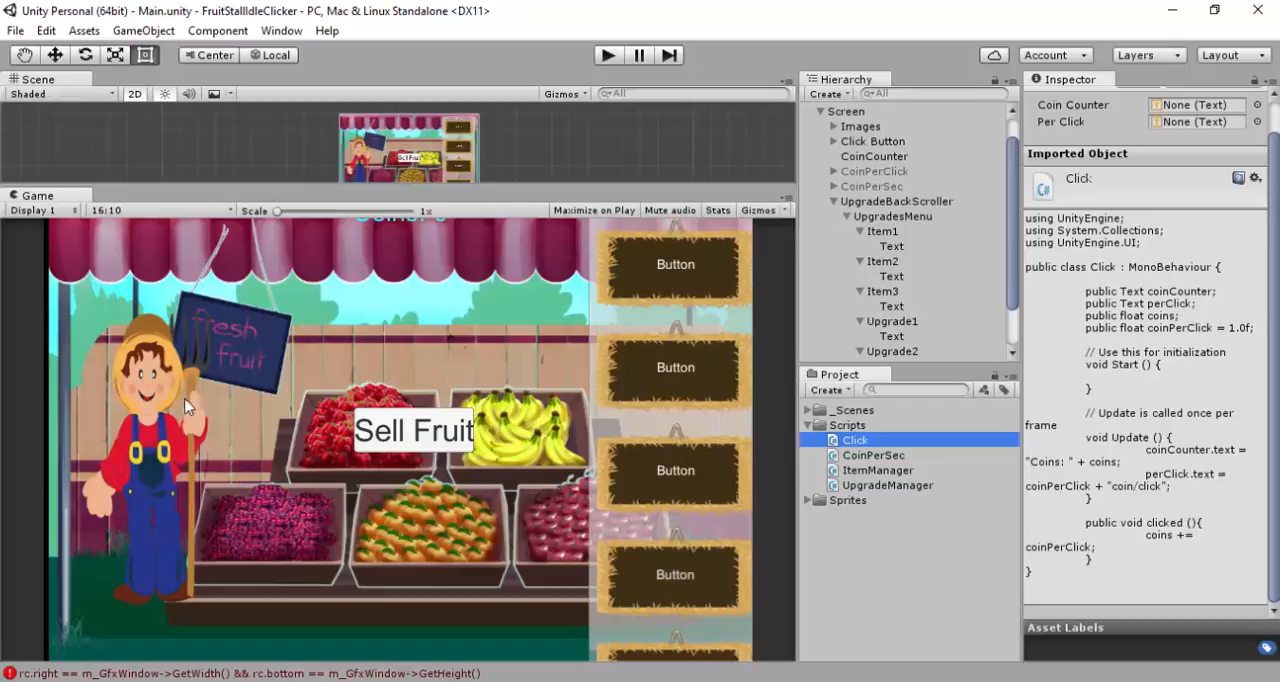 Unity Personal (64bit) - Main.unity - FruitStallIdleClicker - PC, Mac & Linux Standalone <DX11>
File Edit Assets GameObject Component Window Help
Center Local Account Layers Layout
Scene
Shaded 2D Gizmos All
Game
Display 1 16:10 Scale 1x Maximize on Play Mute audio Stats Gizmos
fresh
fruit
Sell Fruit
Button
Button
Button
Button
rc.right == m_GfxWindow->GetWidth() && rc.bottom == m_GfxWindow->GetHeight()
Hierarchy
Create All
Screen
Images
Click Button
CoinCounter
CoinPerClick
CoinPerSec
UpgradeBackScroller
UpgradesMenu
Item1
Text
Item2
Text
Item3
Text
Upgrade1
Text
Upgrade2
Project
Create
_Scenes
Scripts
Click
CoinPerSec
ItemManager
UpgradeManager
Sprites
Inspector
Coin Counter None (Text)
Per Click None (Text)
Imported Object
Click
using UnityEngine;
using System.Collections;
using UnityEngine.UI;
public class Click : MonoBehaviour {
public Text coinCounter;
public Text perClick;
public float coins;
public float coinPerClick = 1.0f;
// Use this for initialization
void Start () {
}
// Update is called once per
frame
void Update () {
coinCounter.text =
"Coins: " + coins;
perClick.text =
coinPerClick + "coin/click";
}
public void clicked (){
coins +=
coinPerClick;
}
}
Asset Labels